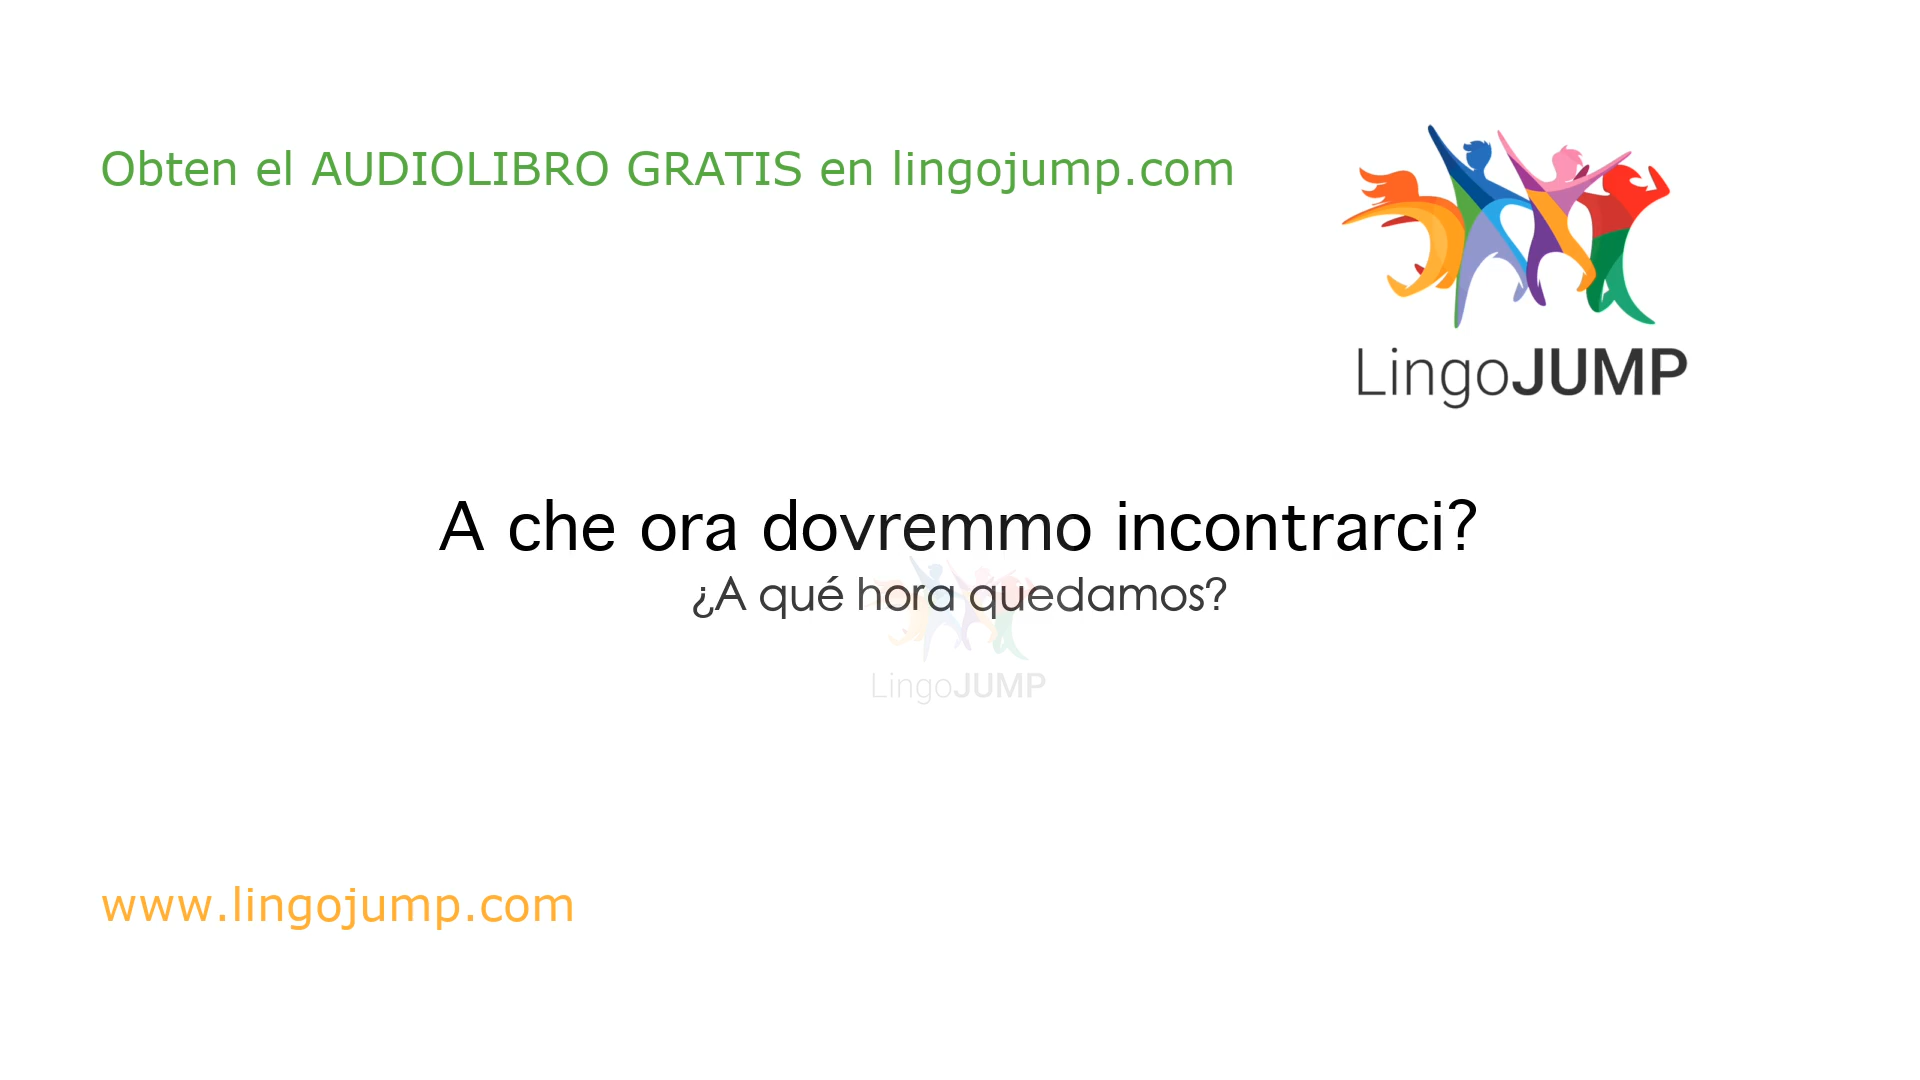 Obten el AUDIOLIBRO GRATIS en lingojump.com
LingoJUMP
A che ora dovremmo incontrarci?
¿A qué hora quedamos?
LingoJUMP
www.lingojump.com